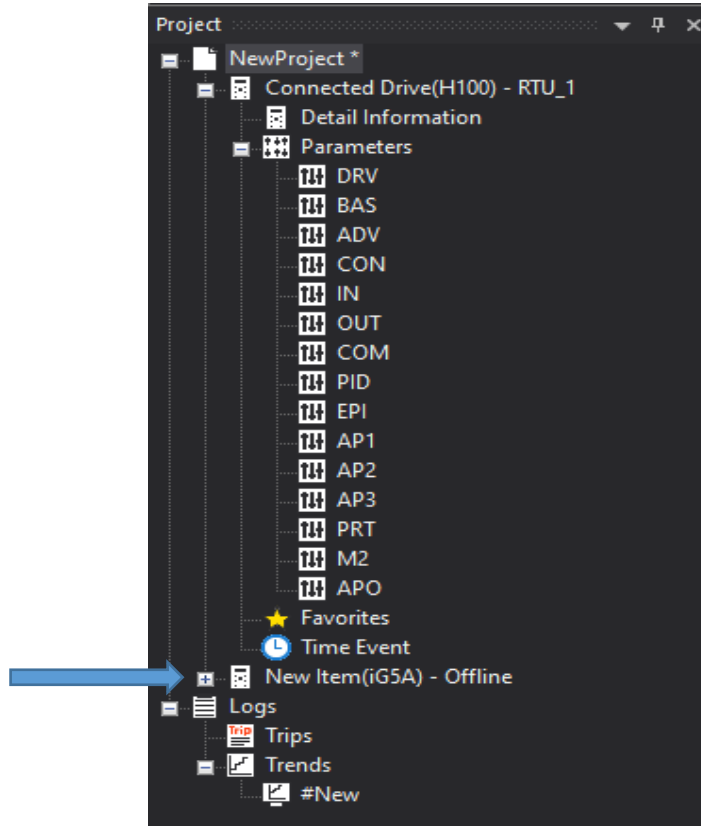 Project
NewProject *
Connected Drive(H100) - RTU_1
Detail Information
Parameters
DRV
BAS
ADV
CON
IN
OUT
COM
PID
EPI
AP1
AP2
AP3
PRT
M2
APO
Favorites
Time Event
New Item(iG5A) - Offline
Logs
Trip
Trips
Trends
#New